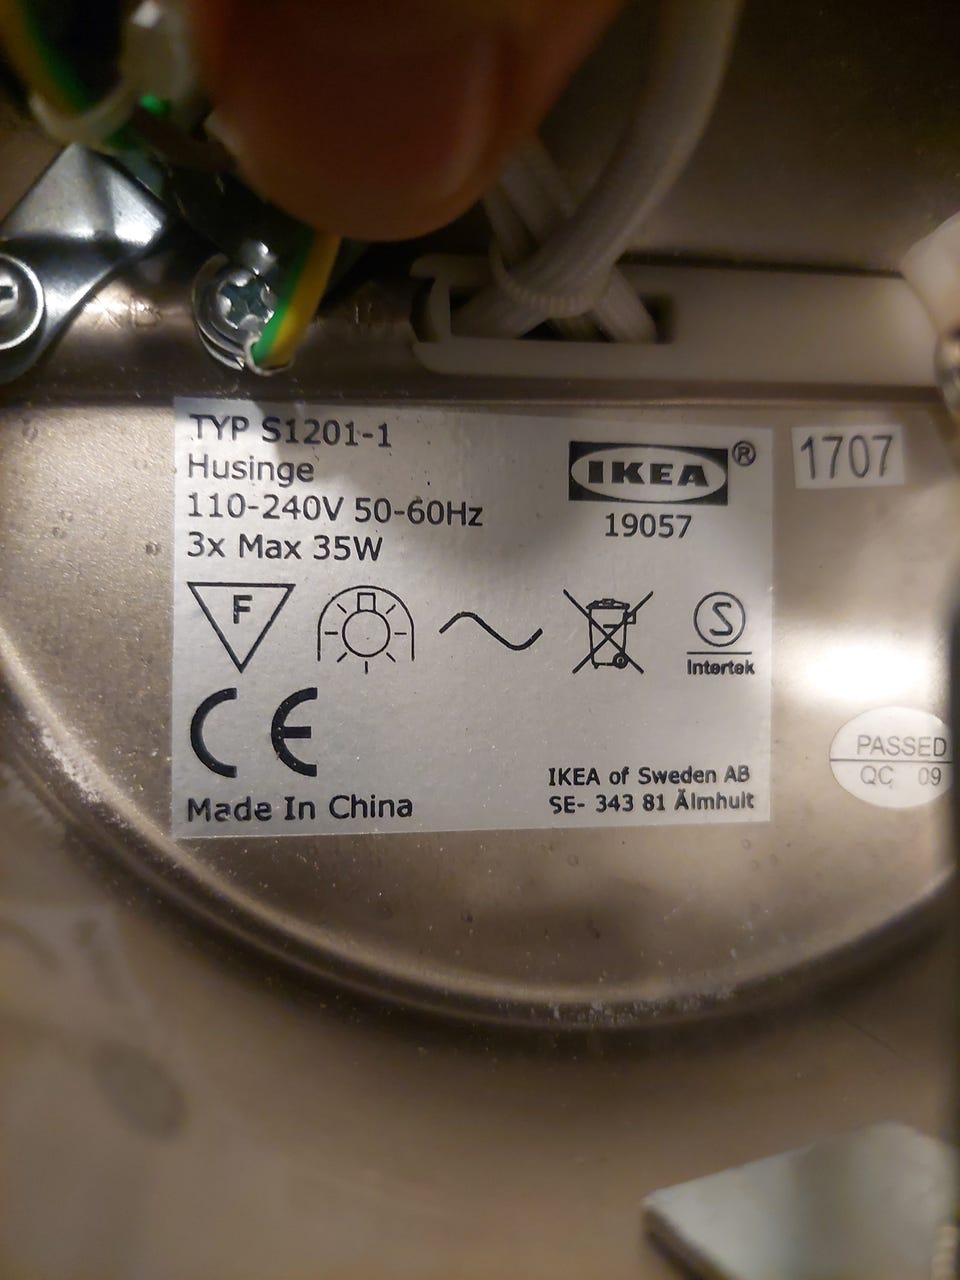 TYP S1201-1
Husinge
110-240V 50-60Hz
3x Max 35W
IKEA®
19057
1707
F
S
Intertek
CE
Made In China
IKEA of Sweden AB
SE- 343 81 Älmhult
PASSED
QC 09